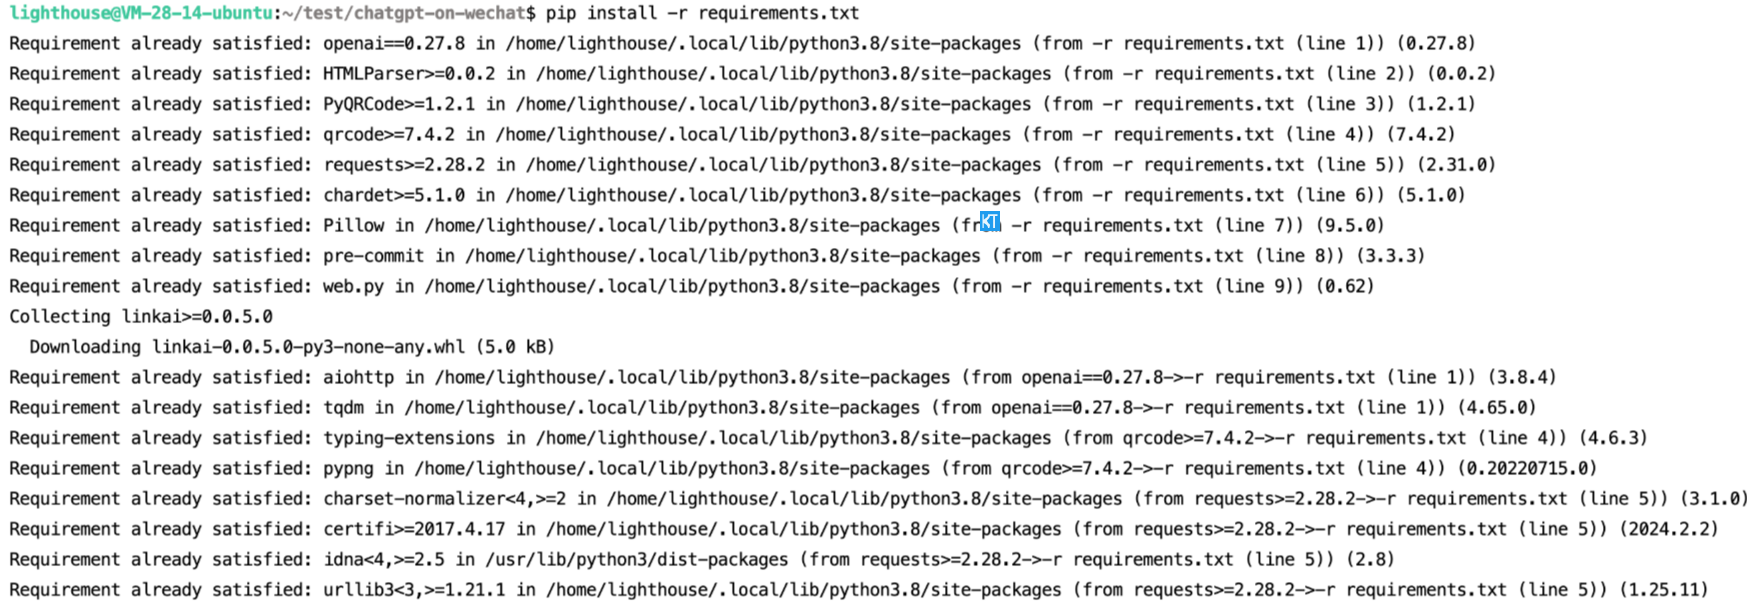 lighthouse@VM-28-14-ubuntu:~/test/chatgpt-on-wechat$ pip install -r requirements.txt
Requirement already satisfied: openai==0.27.8 in /home/lighthouse/.local/lib/python3.8/site-packages (from -r requirements.txt (line 1)) (0.27.8)
Requirement already satisfied: HTMLParser>=0.0.2 in /home/lighthouse/.local/lib/python3.8/site-packages (from -r requirements.txt (line 2)) (0.0.2)
Requirement already satisfied: PyQRCode>=1.2.1 in /home/lighthouse/.local/lib/python3.8/site-packages (from -r requirements.txt (line 3)) (1.2.1)
Requirement already satisfied: qrcode>=7.4.2 in /home/lighthouse/.local/lib/python3.8/site-packages (from -r requirements.txt (line 4)) (7.4.2)
Requirement already satisfied: requests>=2.28.2 in /home/lighthouse/.local/lib/python3.8/site-packages (from -r requirements.txt (line 5)) (2.31.0)
Requirement already satisfied: chardet>=5.1.0 in /home/lighthouse/.local/lib/python3.8/site-packages (from -r requirements.txt (line 6)) (5.1.0)
Requirement already satisfied: Pillow in /home/lighthouse/.local/lib/python3.8/site-packages (from -r requirements.txt (line 7)) (9.5.0)
Requirement already satisfied: pre-commit in /home/lighthouse/.local/lib/python3.8/site-packages (from -r requirements.txt (line 8)) (3.3.3)
Requirement already satisfied: web.py in /home/lighthouse/.local/lib/python3.8/site-packages (from -r requirements.txt (line 9)) (0.62)
Collecting linkai>=0.0.5.0
Downloading linkai-0.0.5.0-py3-none-any.whl (5.0 kB)
Requirement already satisfied: aiohttp in /home/lighthouse/.local/lib/python3.8/site-packages (from openai==0.27.8->-r requirements.txt (line 1)) (3.8.4)
Requirement already satisfied: tqdm in /home/lighthouse/.local/lib/python3.8/site-packages (from openai==0.27.8->-r requirements.txt (line 1)) (4.65.0)
Requirement already satisfied: typing-extensions in /home/lighthouse/.local/lib/python3.8/site-packages (from qrcode>=7.4.2->-r requirements.txt (line 4)) (4.6.3)
Requirement already satisfied: pypng in /home/lighthouse/.local/lib/python3.8/site-packages (from qrcode>=7.4.2->-r requirements.txt (line 4)) (0.20220715.0)
Requirement already satisfied: charset-normalizer<4,>=2 in /home/lighthouse/.local/lib/python3.8/site-packages (from requests>=2.28.2->-r requirements.txt (line 5)) (3.1.0)
Requirement already satisfied: certifi>=2017.4.17 in /home/lighthouse/.local/lib/python3.8/site-packages (from requests>=2.28.2->-r requirements.txt (line 5)) (2024.2.2)
Requirement already satisfied: idna<4,>=2.5 in /usr/lib/python3/dist-packages (from requests>=2.28.2->-r requirements.txt (line 5)) (2.8)
Requirement already satisfied: urllib3<3,>=1.21.1 in /home/lighthouse/.local/lib/python3.8/site-packages (from requests>=2.28.2->-r requirements.txt (line 5)) (1.25.11)